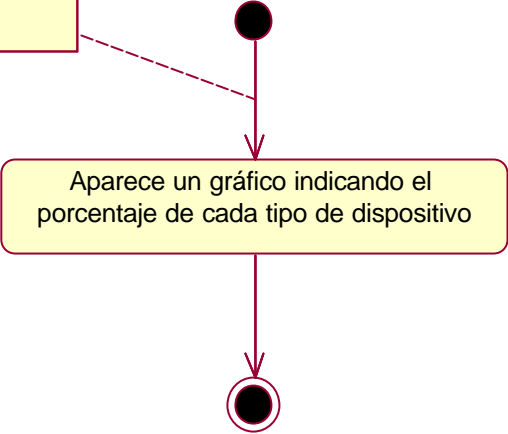 Aparece un gráfico indicando el
porcentaje de cada tipo de dispositivo